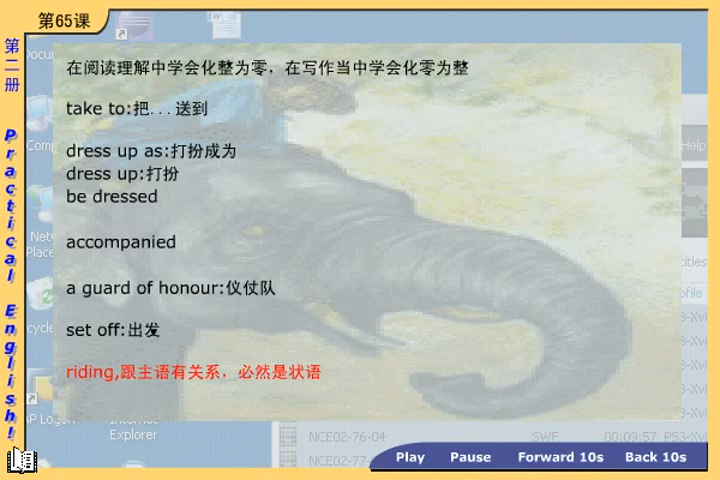 第65课
第二册
Practical English!
在阅读理解中学会化整为零，在写作当中学会化零为整
take to:把...送到
dress up as:打扮成为
dress up:打扮
be dressed
accompanied
a guard of honour:仪仗队
set off:出发
riding,跟主语有关系，必然是状语
Internet
Explorer
NCE02-76-04 SWF 00:09:57 PS3-Xvi
NCE02-77-
Help
Play Pause Forward 10s Back 10s